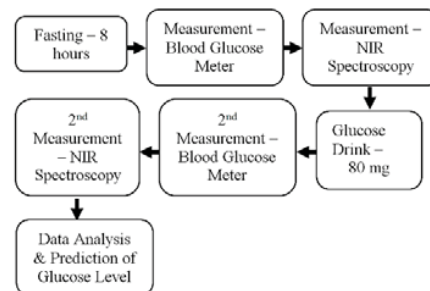 Fasting – 8
hours
Measurement –
Blood Glucose
Meter
Measurement –
NIR
Spectroscopy
Glucose
Drink –
80 mg
2nd
Measurement –
Blood Glucose
Meter
2nd
Measurement
– NIR
Spectroscopy
Data Analysis
& Prediction of
Glucose Level